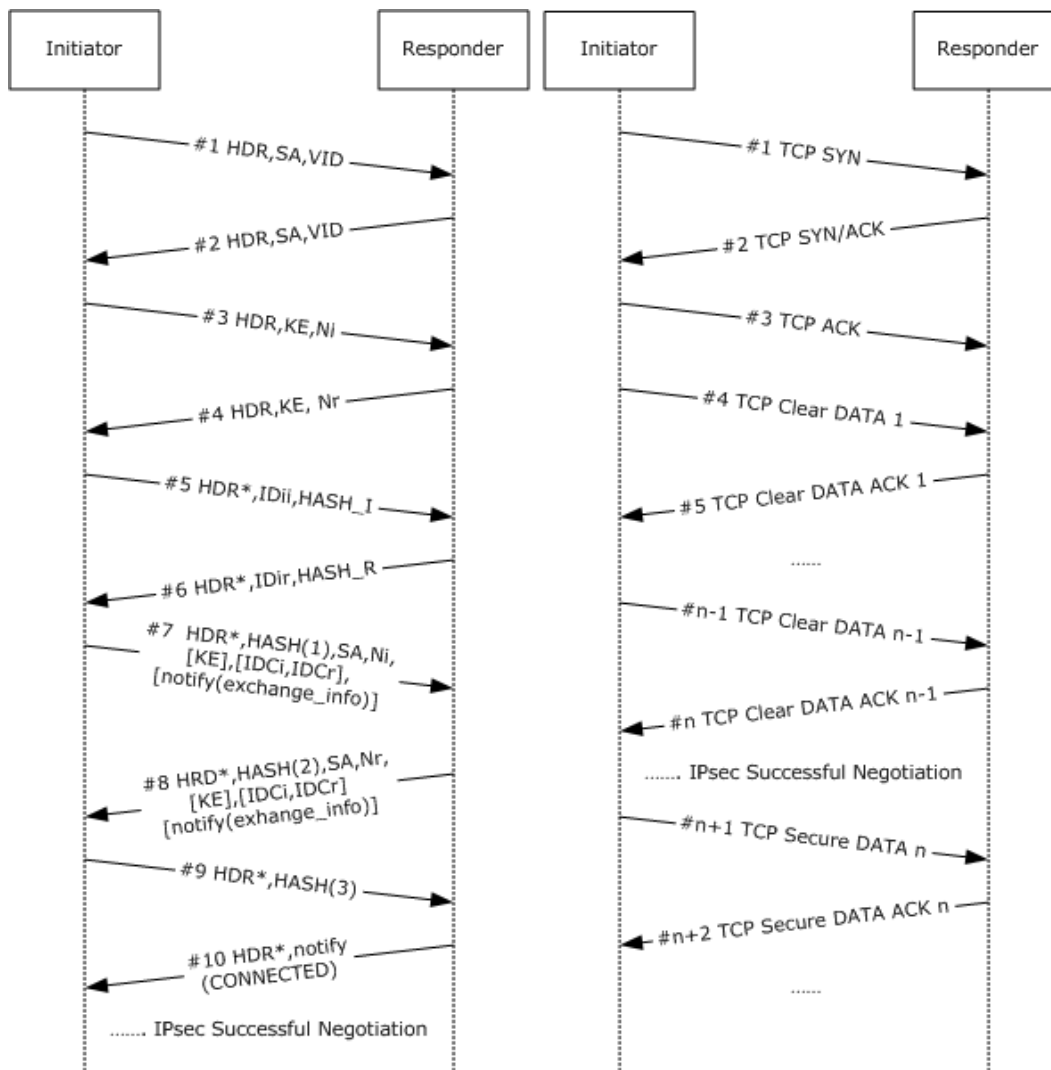 Initiator
Responder
#1 HDR,SA,VID
#2 HDR,SA,VID
#3 HDR,KE,Ni
#4 HDR,KE, Nr
#5 HDR*,IDii,HASH_I
#6 HDR*,IDir,HASH_R
#7 HDR*,HASH(1),SA,Ni,
[KE],[IDCi,IDCr],
[notify(exchange_info)]
#8 HRD*,HASH(2),SA,Nr,
[KE],[IDCi,IDCr]
[notify(exhange_info)]
#9 HDR*,HASH(3)
#10 HDR*,notify
(CONNECTED)
....... IPsec Successful Negotiation
Initiator
Responder
#1 TCP SYN
#2 TCP SYN/ACK
#3 TCP ACK
#4 TCP Clear DATA 1
#5 TCP Clear DATA ACK 1
......
#n-1 TCP Clear DATA n-1
#n TCP Clear DATA ACK n-1
....... IPsec Successful Negotiation
#n+1 TCP Secure DATA n
#n+2 TCP Secure DATA ACK n
......